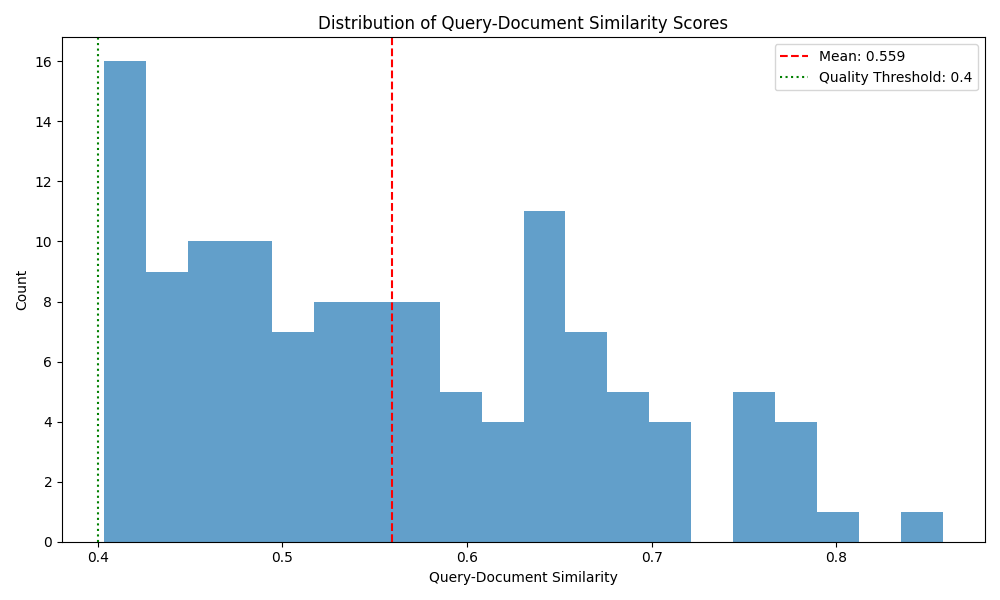 Distribution of Query-Document Similarity Scores
Mean: 0.559
Quality Threshold: 0.4
Count
16
14
12
10
8
6
4
2
0
0.4 0.5 0.6 0.7 0.8
Query-Document Similarity